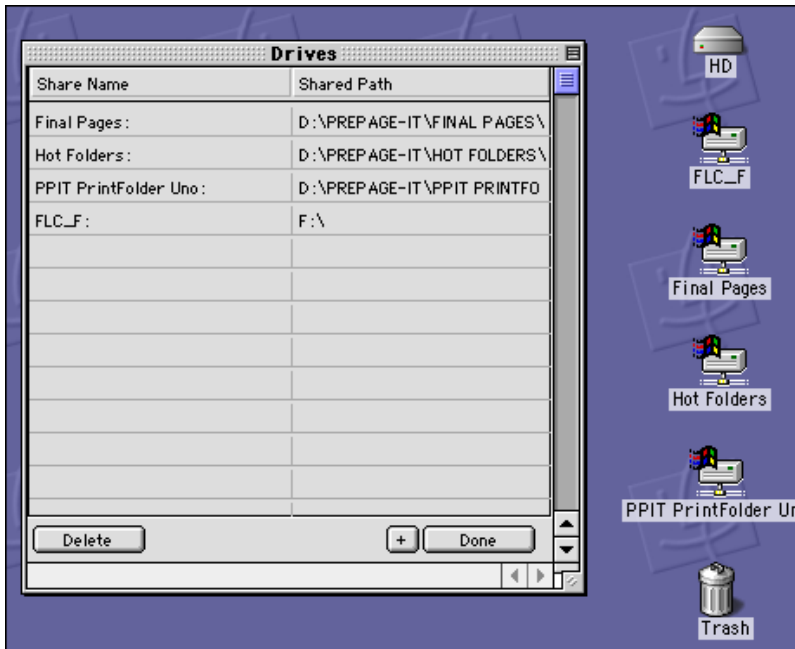 Drives
Share Name Shared Path
Final Pages: D:\PREPAGE-IT\FINAL PAGES\
Hot Folders: D:\PREPAGE-IT\HOT FOLDERS\
PPIT PrintFolder Uno: D:\PREPAGE-IT\PPIT PRINTFO
FLC_F: F:\
Delete + Done
HD
FLC_F
Final Pages
Hot Folders
PPIT PrintFolder Un
Trash